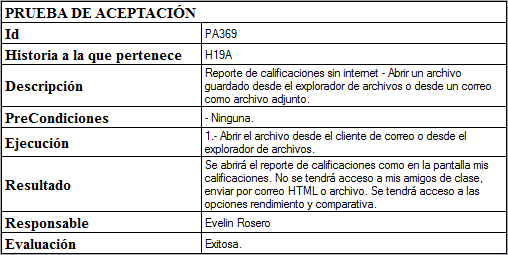 PRUEBA DE ACEPTACIÓN
Id PA369
Historia a la que pertenece H19A
Descripción Reporte de calificaciones sin internet - Abrir un archivo
guardado desde el explorador de archivos o desde un correo
como archivo adjunto.
PreCondiciones - Ninguna.
Ejecución 1.- Abrir el archivo desde el cliente de correo o desde el
explorador de archivos.
Resultado Se abrirá el reporte de calificaciones como en la pantalla mis
calificaciones. No se tendrá acceso a mis amigos de clase,
enviar por correo HTML o archivo. Se tendrá acceso a las
opciones rendimiento y comparativa.
Responsable Evelin Rosero
Evaluación Exitosa.